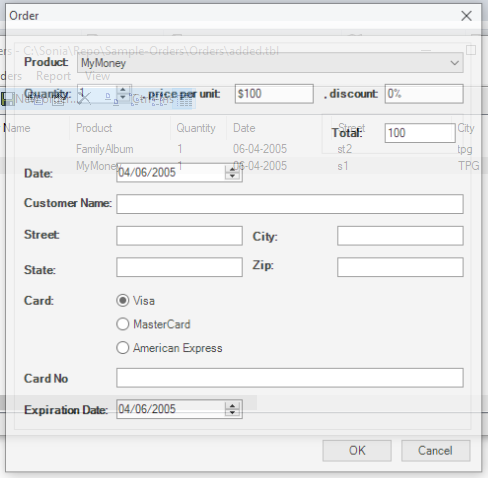 Order
ers - C:\Sonia\Repo\Sample-Orders\Orders\added.tbl
Product: MyMoney
ders Report View
Quantity: 1 , price per unit: $100 , discount: 0%
Name Product Quantity Date Street City
Total: 100
FamilyAlbum 1 06-04-2005 st2 tpg
MyMoney 1 06-04-2005 s1 TPG
Date: 04/06/2005
Customer Name:
Street: City:
State: Zip:
Card: Visa
MasterCard
American Express
Card No
Expiration Date: 04/06/2005
OK Cancel